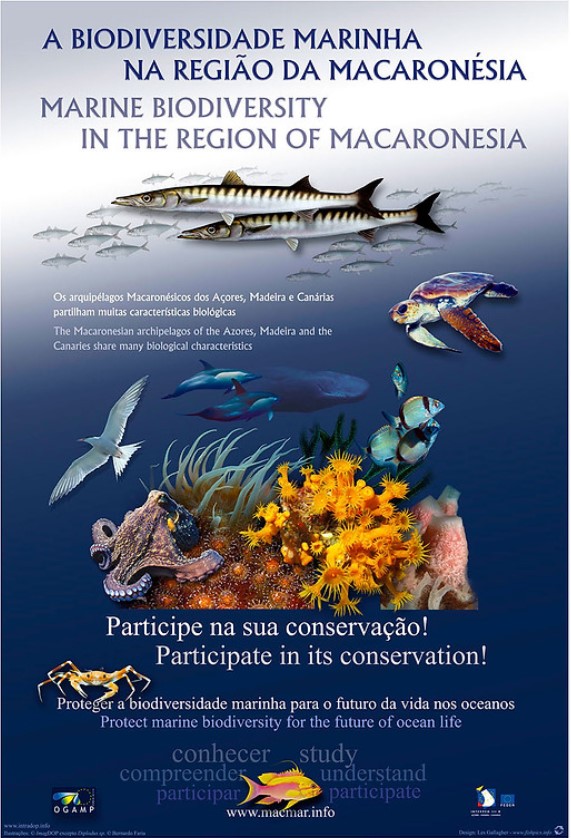 A BIODIVERSIDADE MARINHA
NA REGIÃO DA MACARONÉSIA
MARINE BIODIVERSITY
IN THE REGION OF MACARONESIA
Os arquipélagos Macaronésicos dos Açores, Madeira e Canárias
partilham muitas características biológicas
The Macaronesian archipelagos of the Azores, Madeira and the
Canaries share many biological characteristics
Participe na sua conservação!
Participate in its conservation!
Proteger a biodiversidade marinha para o futuro da vida nos oceanos
Protect marine biodiversity for the future of ocean life
conhecer study
compreender understand
participar participate
www.macmar.info
OGAMP
www.intradop.info